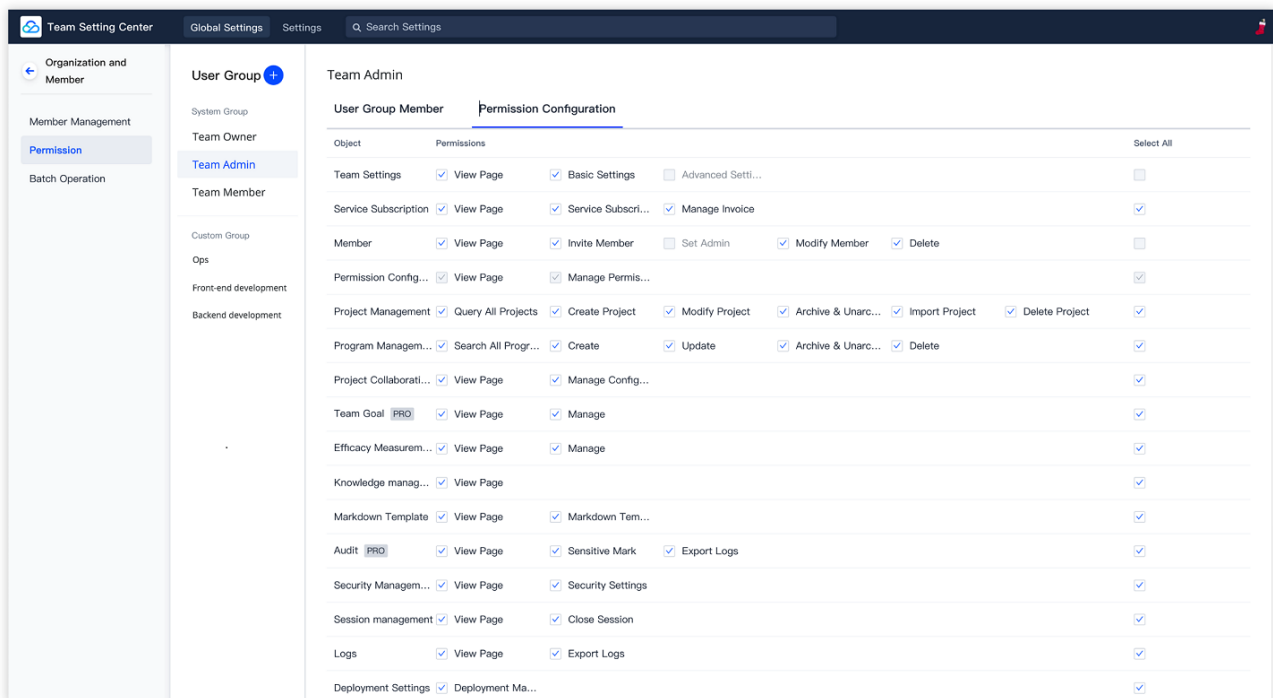 Team Setting Center Global Settings Settings Search Settings
Organization and
Member
Member Management
Permission
Batch Operation
User Group
System Group
Team Owner
Team Admin
Team Member
Custom Group
Ops
Front-end development
Backend development
Team Admin
User Group Member Permission Configuration
Object Permissions Select All
Team Settings View Page Basic Settings Advanced Setti...
Service Subscription View Page Service Subscri... Manage Invoice
Member View Page Invite Member Set Admin Modify Member Delete
Permission Config... View Page Manage Permis...
Project Management Query All Projects Create Project Modify Project Archive & Unarc... Import Project Delete Project
Program Managem... Search All Progr... Create Update Archive & Unarc... Delete
Project Collaborati... View Page Manage Config...
Team Goal PRO View Page Manage
Efficacy Measurem... View Page Manage
Knowledge manag... View Page
Markdown Template View Page Markdown Tem...
Audit PRO View Page Sensitive Mark Export Logs
Security Managem... View Page Security Settings
Session management View Page Close Session
Logs View Page Export Logs
Deployment Settings Deployment Ma...